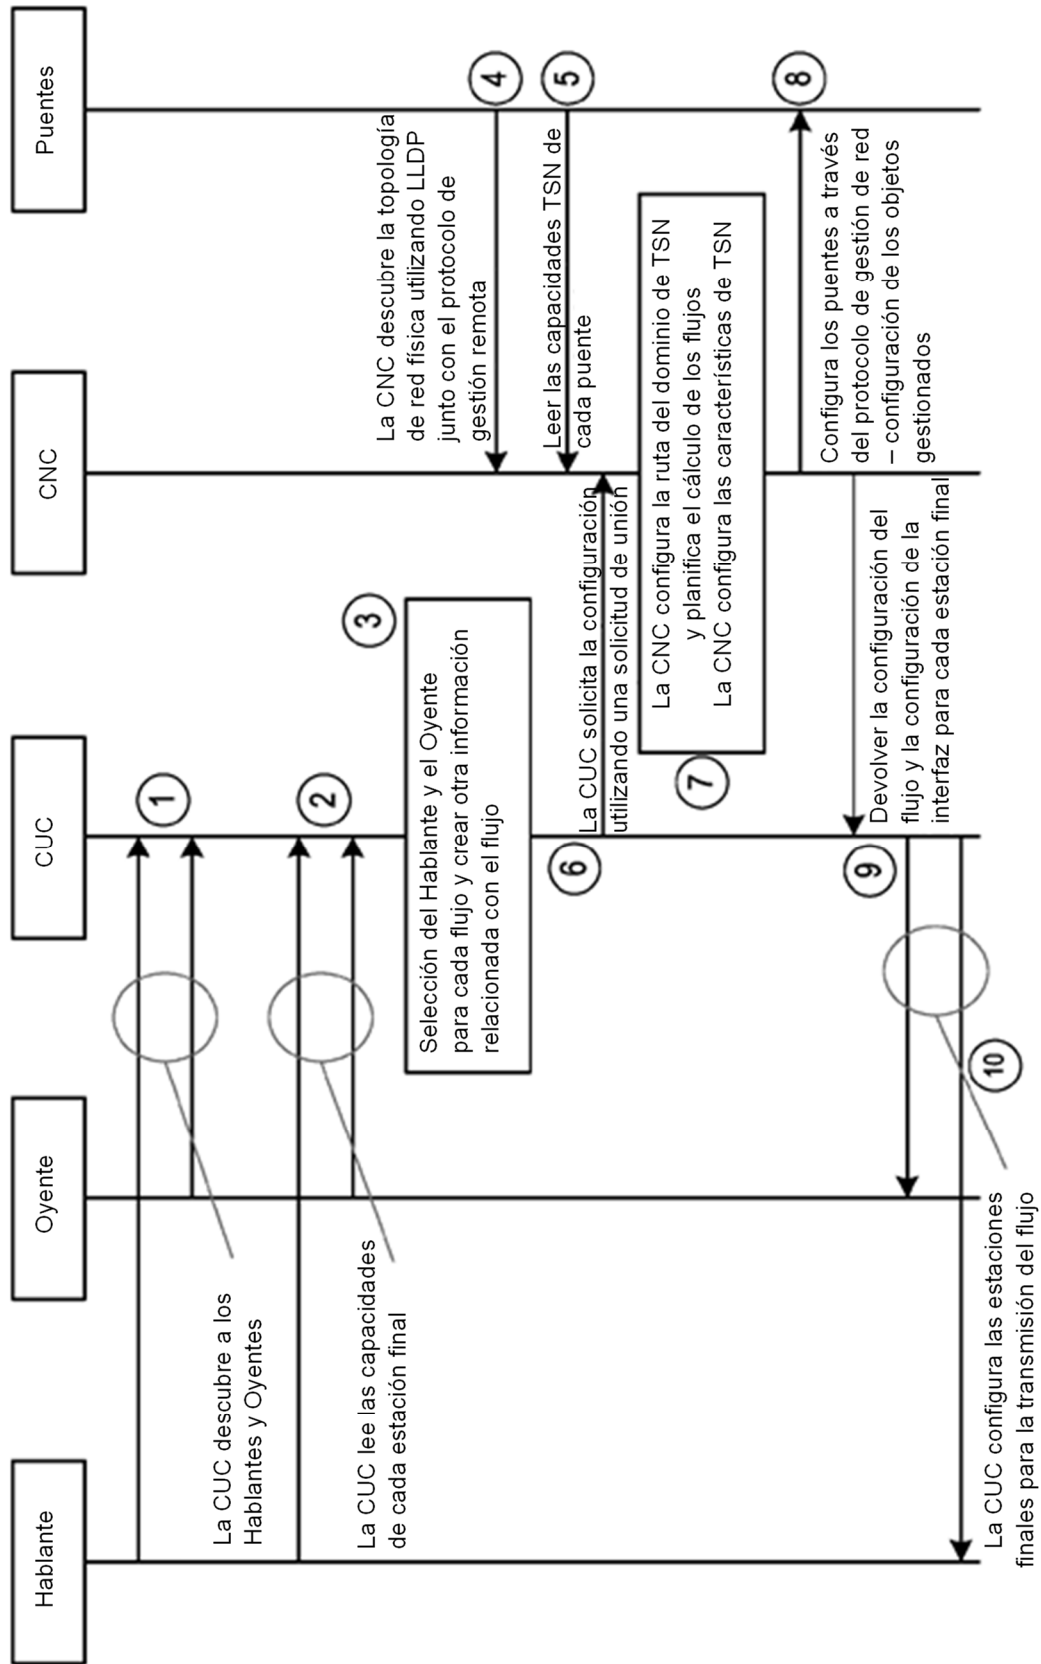 Hablante
Oyente
CUC
CNC
Puentes
1
La CUC descubre a los
Hablantes y Oyentes
2
La CUC lee las capacidades
de cada estación final
3
Selección del Hablante y el Oyente
para cada flujo y crear otra información
relacionada con el flujo
4
La CNC descubre la topología
de red física utilizando LLDP
junto con el protocolo de
gestión remota
5
Leer las capacidades TSN de
cada puente
6
La CUC solicita la configuración
utilizando una solicitud de unión
7
La CNC configura la ruta del dominio de TSN
y planifica el cálculo de los flujos
La CNC configura las características de TSN
8
Configura los puentes a través
del protocolo de gestión de red
– configuración de los objetos
gestionados
9
Devolver la configuración del
flujo y la configuración de la
interfaz para cada estación final
10
La CUC configura las estaciones
finales para la transmisión del flujo